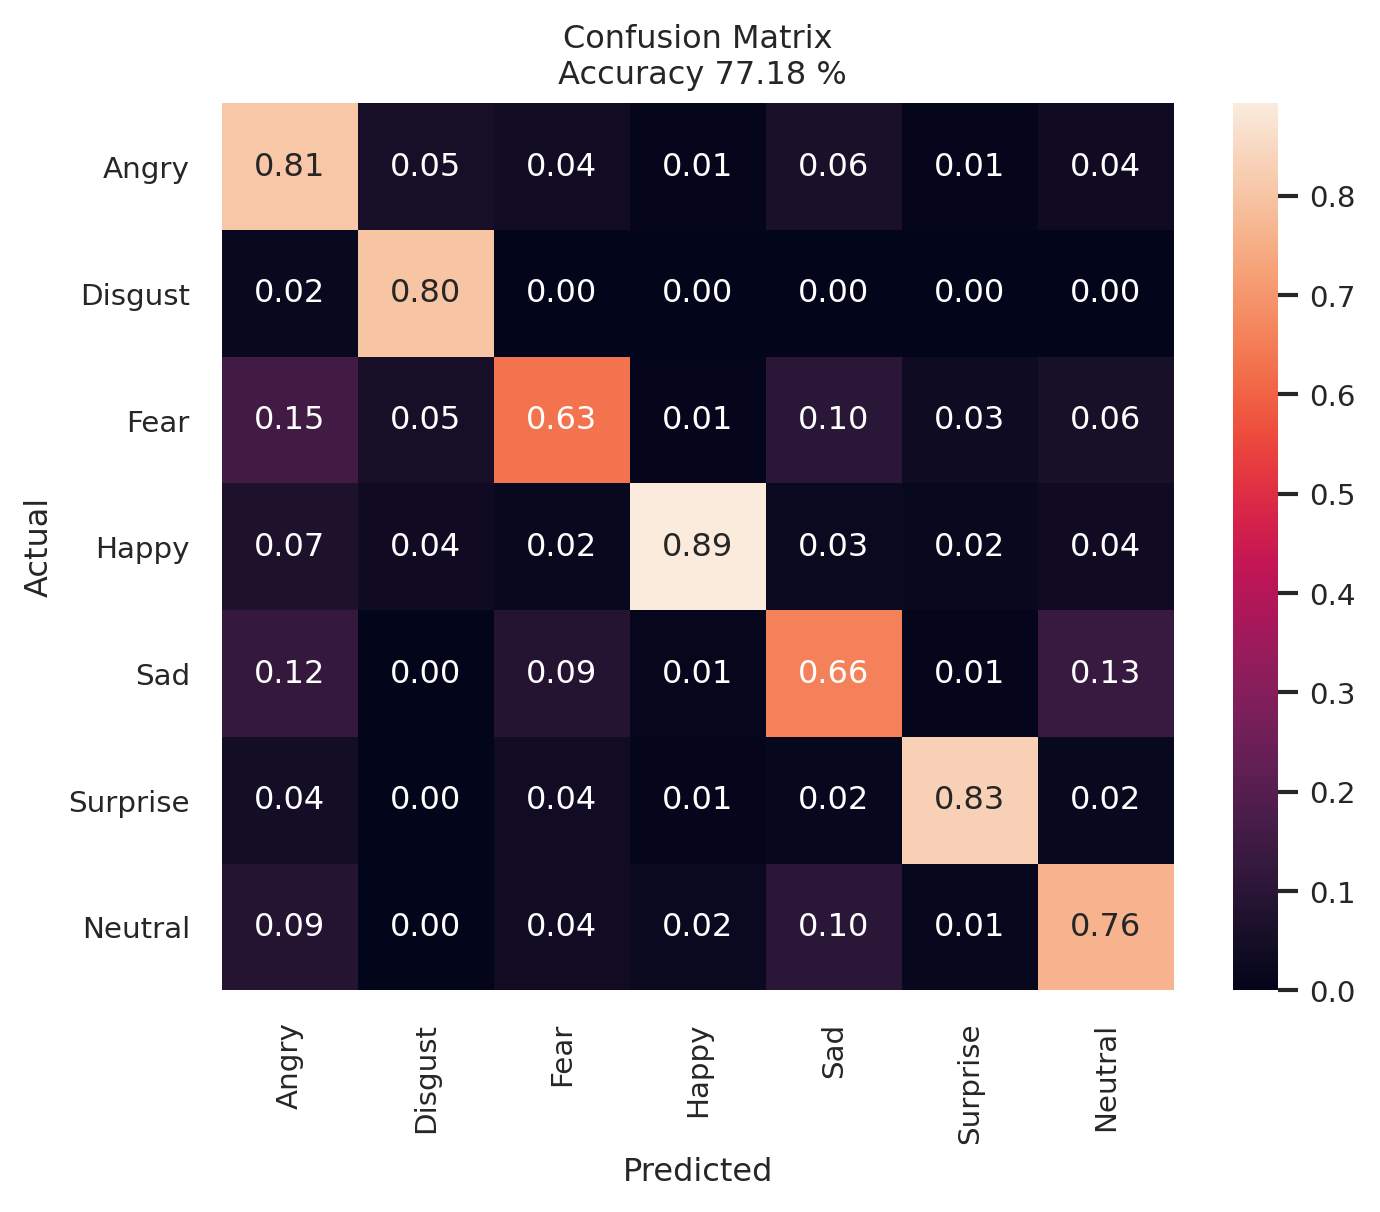 Confusion Matrix
Accuracy 77.18 %
Angry 0.81 0.05 0.04 0.01 0.06 0.01 0.04
Disgust 0.02 0.80 0.00 0.00 0.00 0.00 0.00
Fear 0.15 0.05 0.63 0.01 0.10 0.03 0.06
Happy 0.07 0.04 0.02 0.89 0.03 0.02 0.04
Sad 0.12 0.00 0.09 0.01 0.66 0.01 0.13
Surprise 0.04 0.00 0.04 0.01 0.02 0.83 0.02
Neutral 0.09 0.00 0.04 0.02 0.10 0.01 0.76
Actual
Angry Disgust Fear Happy Sad Surprise Neutral
Predicted
0.8
0.7
0.6
0.5
0.4
0.3
0.2
0.1
0.0